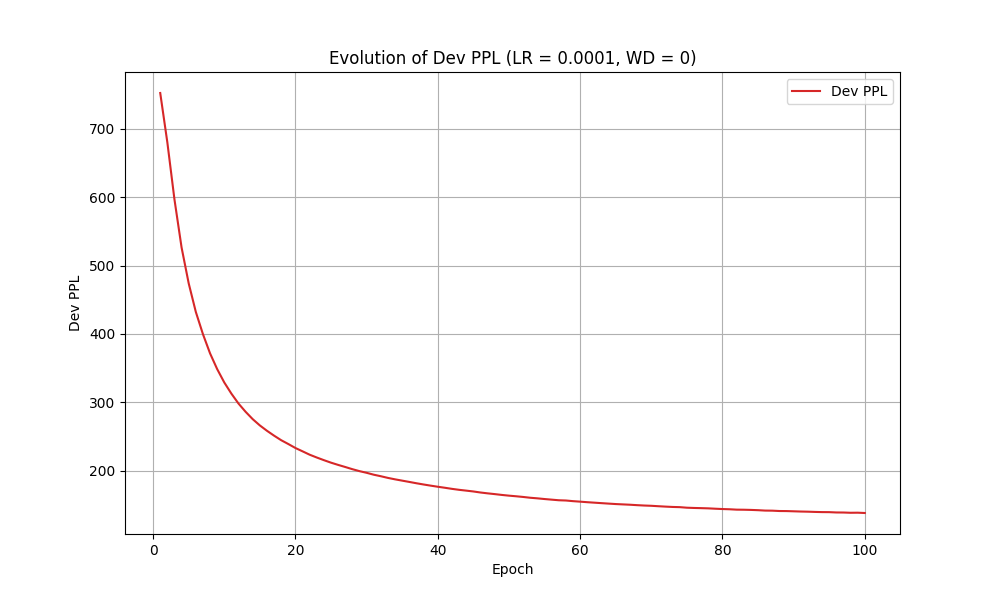 Evolution of Dev PPL (LR = 0.0001, WD = 0)
Dev PPL
700
600
500
400
300
200
Dev PPL
0 20 40 60 80 100
Epoch